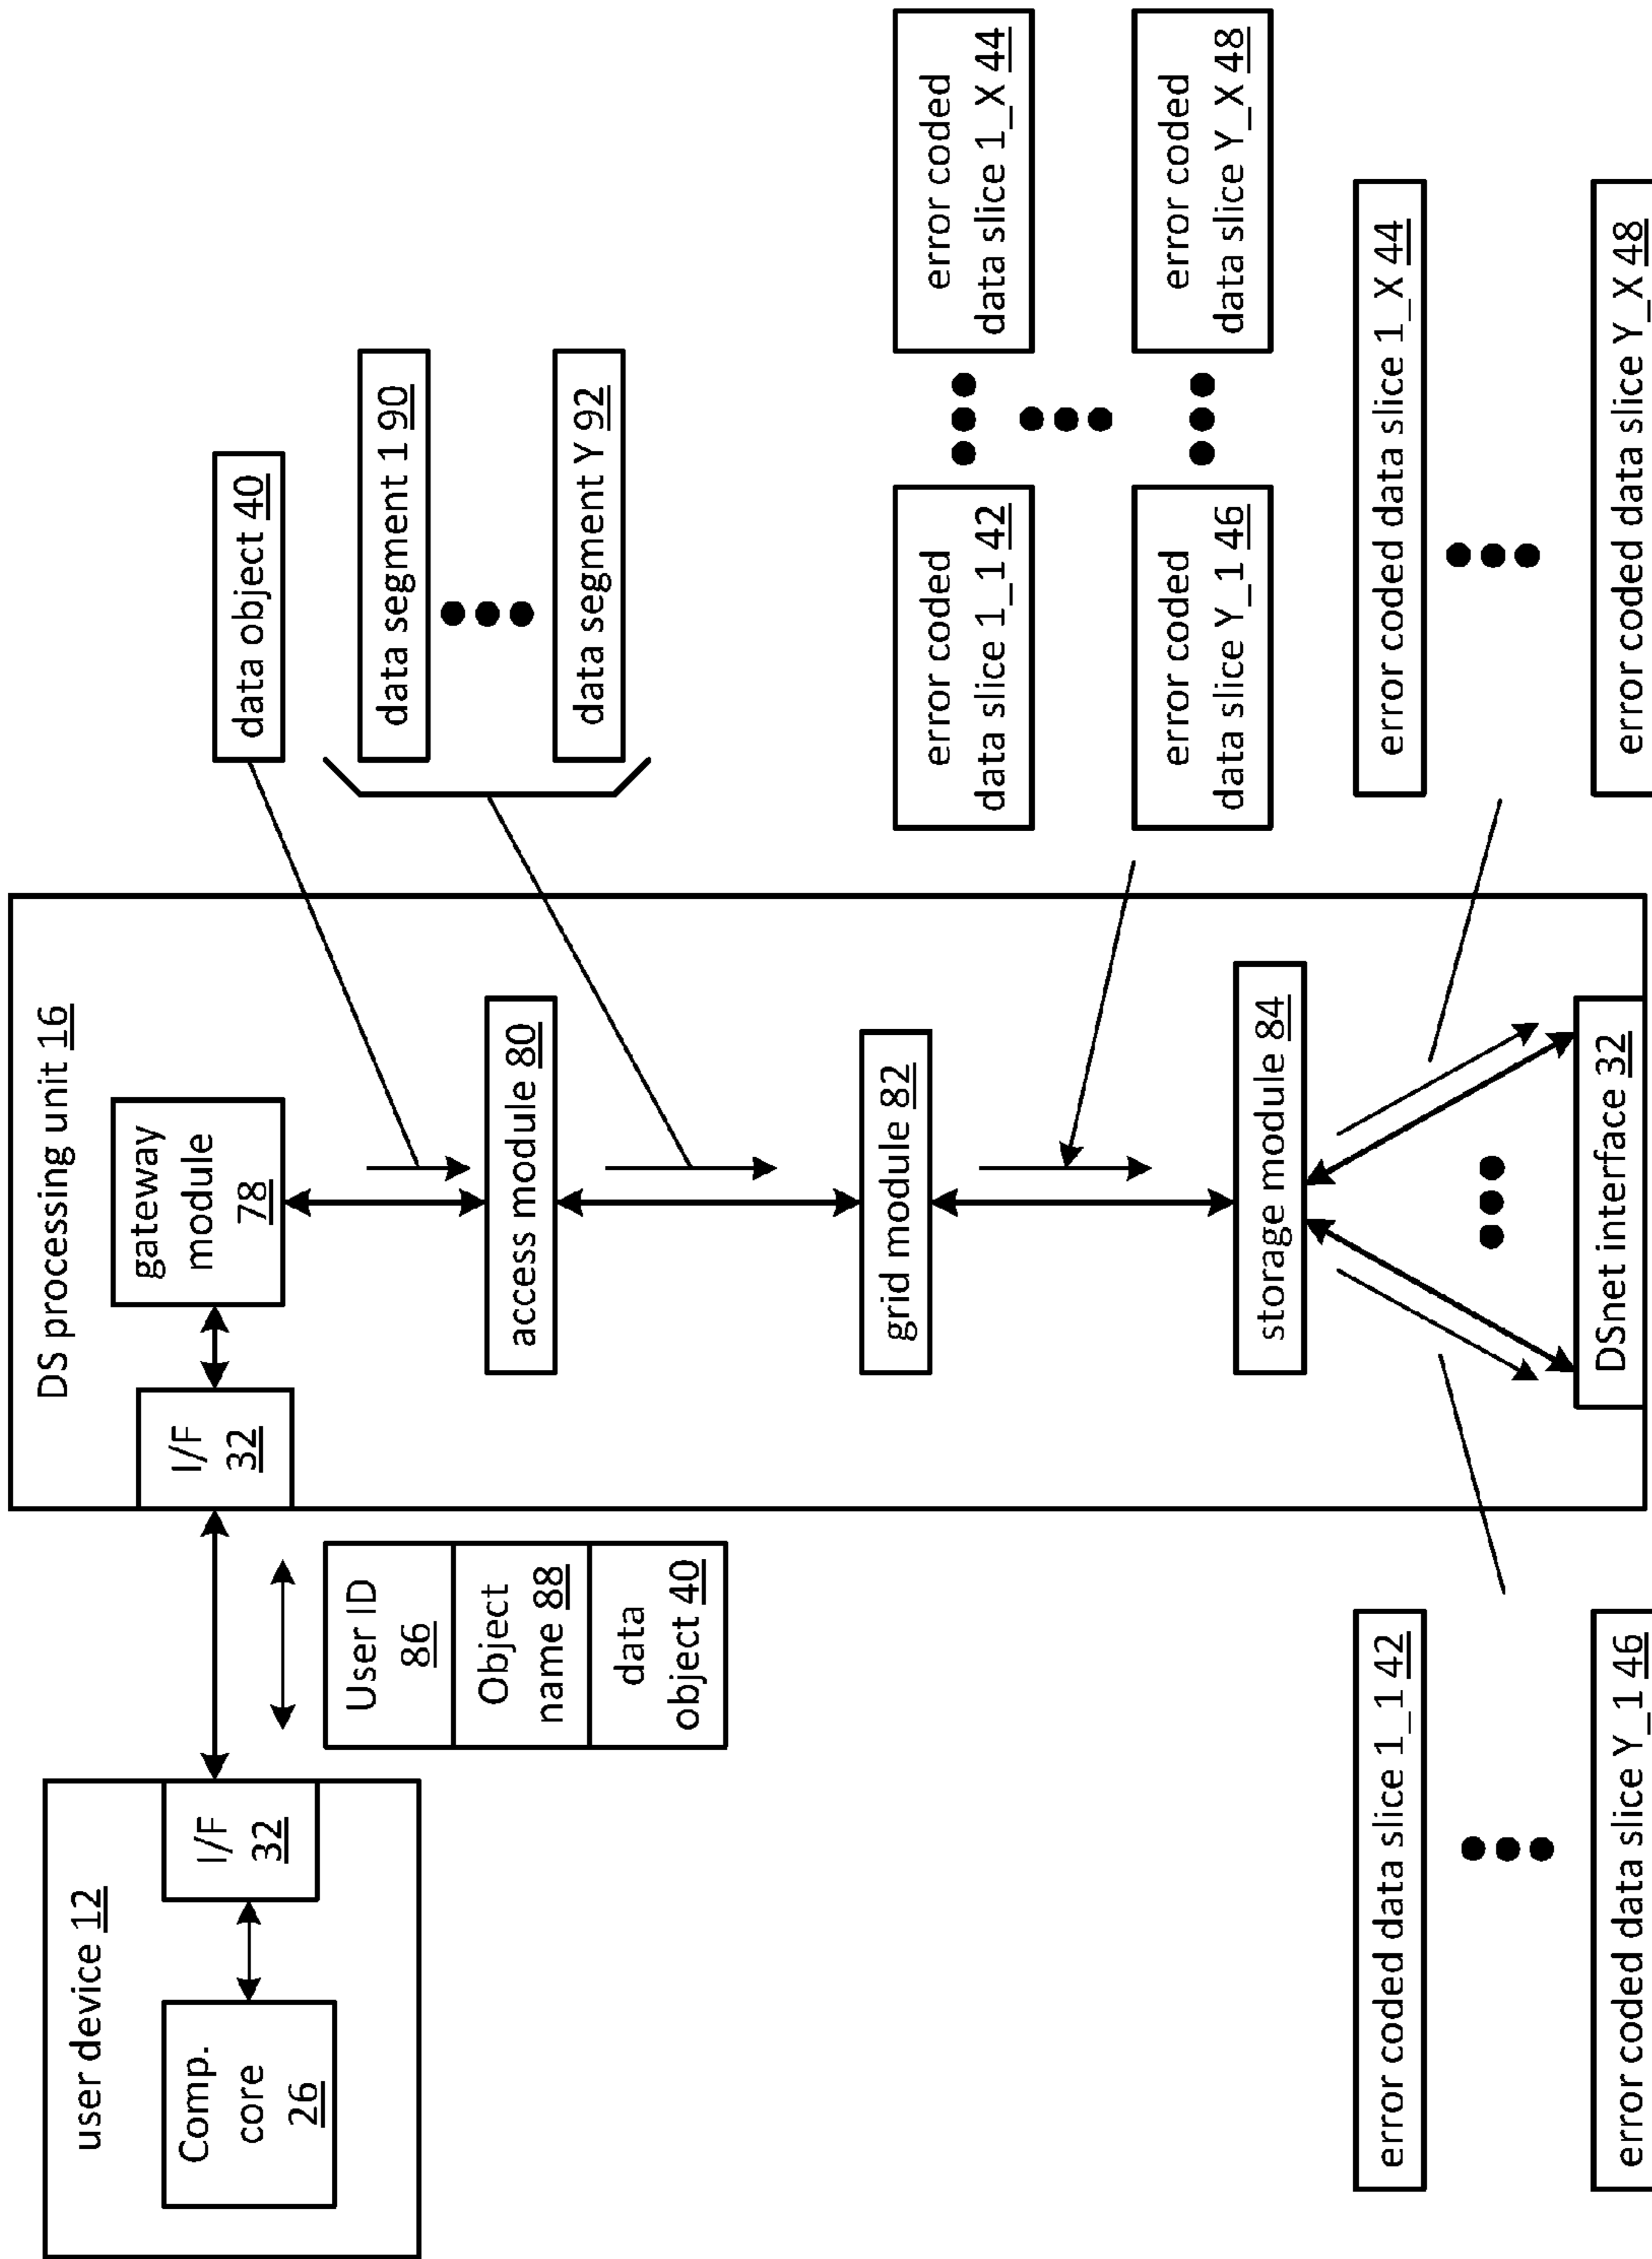 user device 12
Comp.
core
26
I/F
32
User ID
86
Object
name 88
data
object 40
DS processing unit 16
I/F
32
gateway
module
78
access module 80
grid module 82
storage module 84
DSnet interface 32
data object 40
data segment 1 90
data segment Y 92
error coded
data slice 1_1 42
error coded
data slice 1_X 44
error coded
data slice Y_1 46
error coded
data slice Y_X 48
error coded data slice 1_1 42
error coded data slice Y_1 46
error coded data slice 1_X 44
error coded data slice Y_X 48